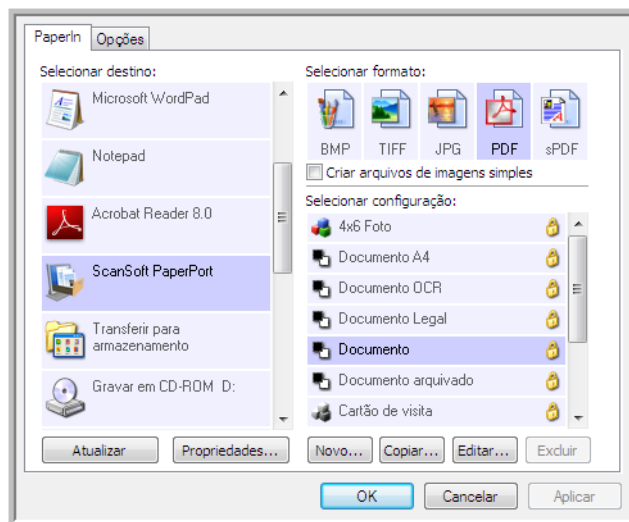 PaperIn
Opções
Selecionar destino:
Microsoft WordPad
Notepad
Acrobat Reader 8.0
ScanSoft PaperPort
Transferir para
armazenamento
Gravar em CD-ROM D:
Atualizar
Propriedades...
Selecionar formato:
BMP TIFF JPG PDF sPDF
Criar arquivos de imagens simples
Selecionar configuração:
4x6 Foto
Documento A4
Documento OCR
Documento Legal
Documento
Documento arquivado
Cartão de visita
Novo... Copiar... Editar... Excluir
OK Cancelar Aplicar